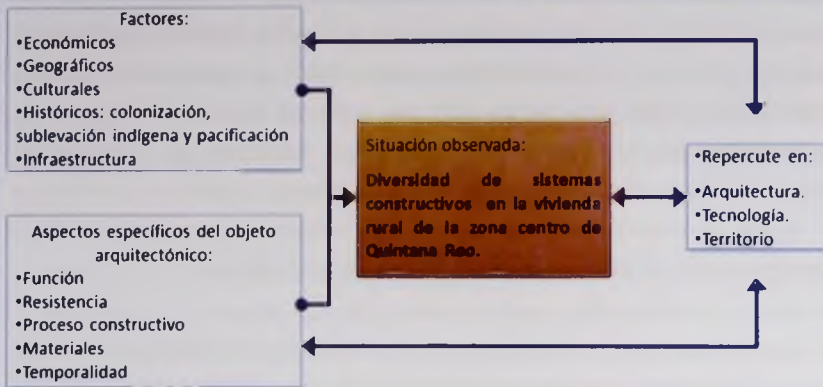 Factores:
•Económicos
•Geográficos
•Culturales
•Históricos: colonización,
sublevación indígena y pacificación
•Infraestructura
Aspectos específicos del objeto
arquitectónico:
•Función
•Resistencia
•Proceso constructivo
•Materiales
•Temporalidad
Situación observada:
Diversidad de sistemas
constructivos en la vivienda
rural de la zona centro de
Quintana Roo.
•Repercute en:
•Arquitectura.
•Tecnología.
•Territorio